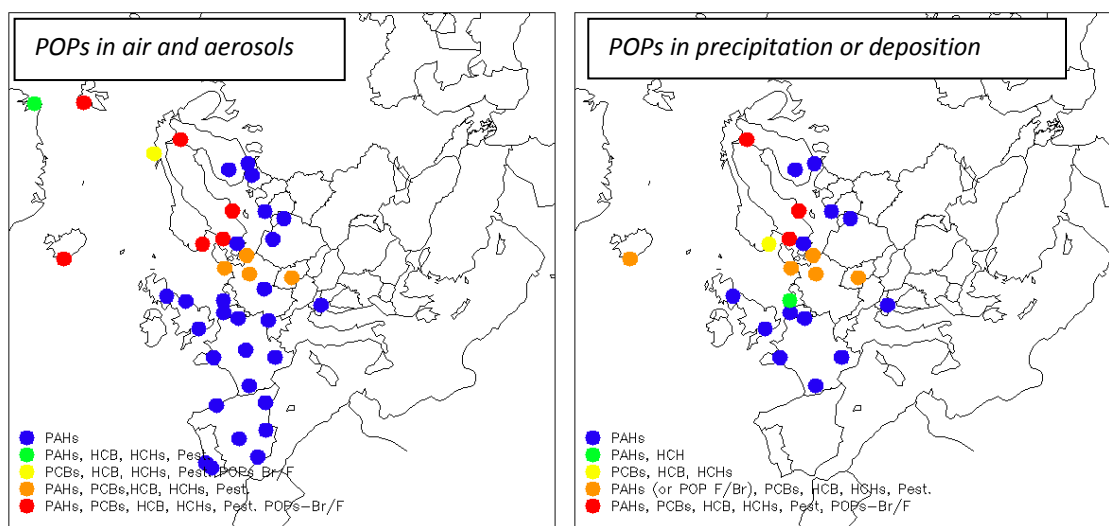 POPs in air and aerosols
PAHs
PAHs, HCB, HCHs, Pest.
PCBs, HCB, HCHs, Pest. POPs Br/F
PAHs, PCBs,HCB, HCHs, Pest.
PAHs, PCBs, HCB, HCHs, Pest. POPs-Br/F
POPs in precipitation or deposition
PAHs
PAHs, HCH
PCBs, HCB, HCHs
PAHs (or POP F/Br), PCBs, HCB, HCHs, Pest.
PAHs, PCBs, HCB, HCHs, Pest, POPs-Br/F